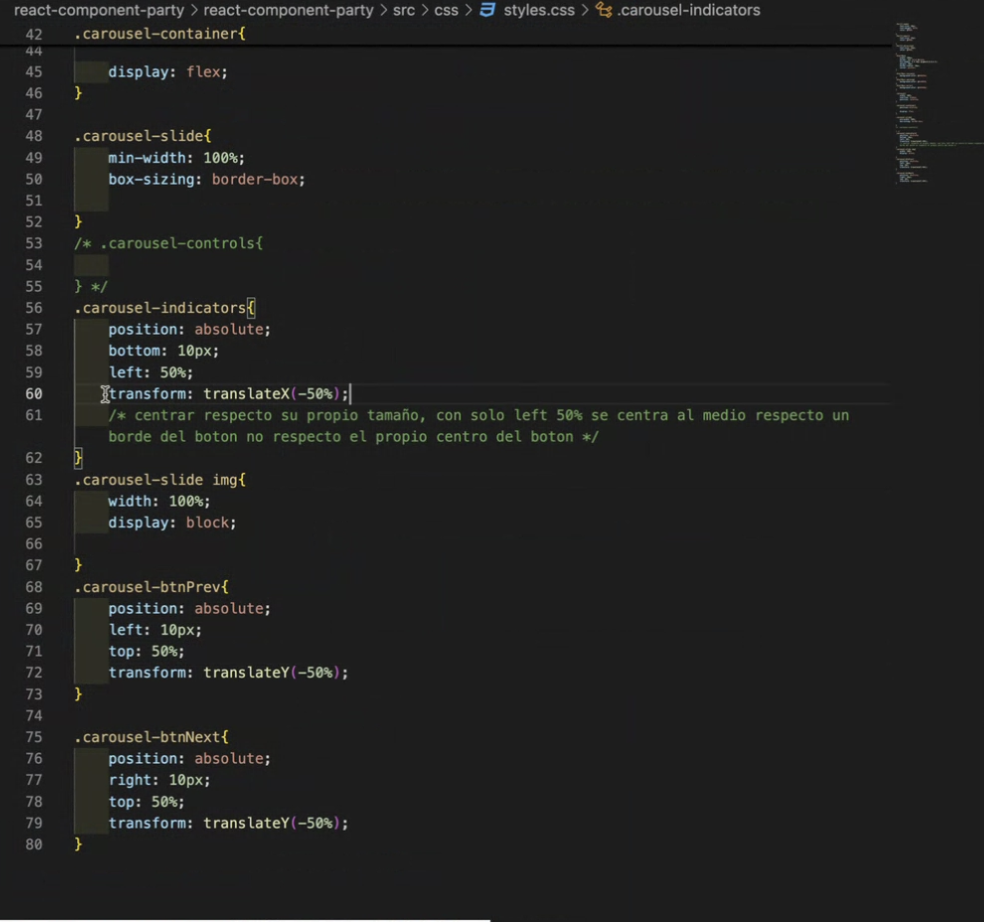 react-component-party > react-component-party > src > css > styles.css > .carousel-indicators
42 .carousel-container{
44
45 display: flex;
46 }
47
48 .carousel-slide{
49 min-width: 100%;
50 box-sizing: border-box;
51
52 }
53 /* .carousel-controls{
54
55 } */
56 .carousel-indicators{
57 position: absolute;
58 bottom: 10px;
59 left: 50%;
60 transform: translateX(-50%);
61 /* centrar respecto su propio tamaño, con solo left 50% se centra al medio respecto un
borde del boton no respecto el propio centro del boton */
62 }
63 .carousel-slide img{
64 width: 100%;
65 display: block;
66
67 }
68 .carousel-btnPrev{
69 position: absolute;
70 left: 10px;
71 top: 50%;
72 transform: translateY(-50%);
73 }
74
75 .carousel-btnNext{
76 position: absolute;
77 right: 10px;
78 top: 50%;
79 transform: translateY(-50%);
80 }